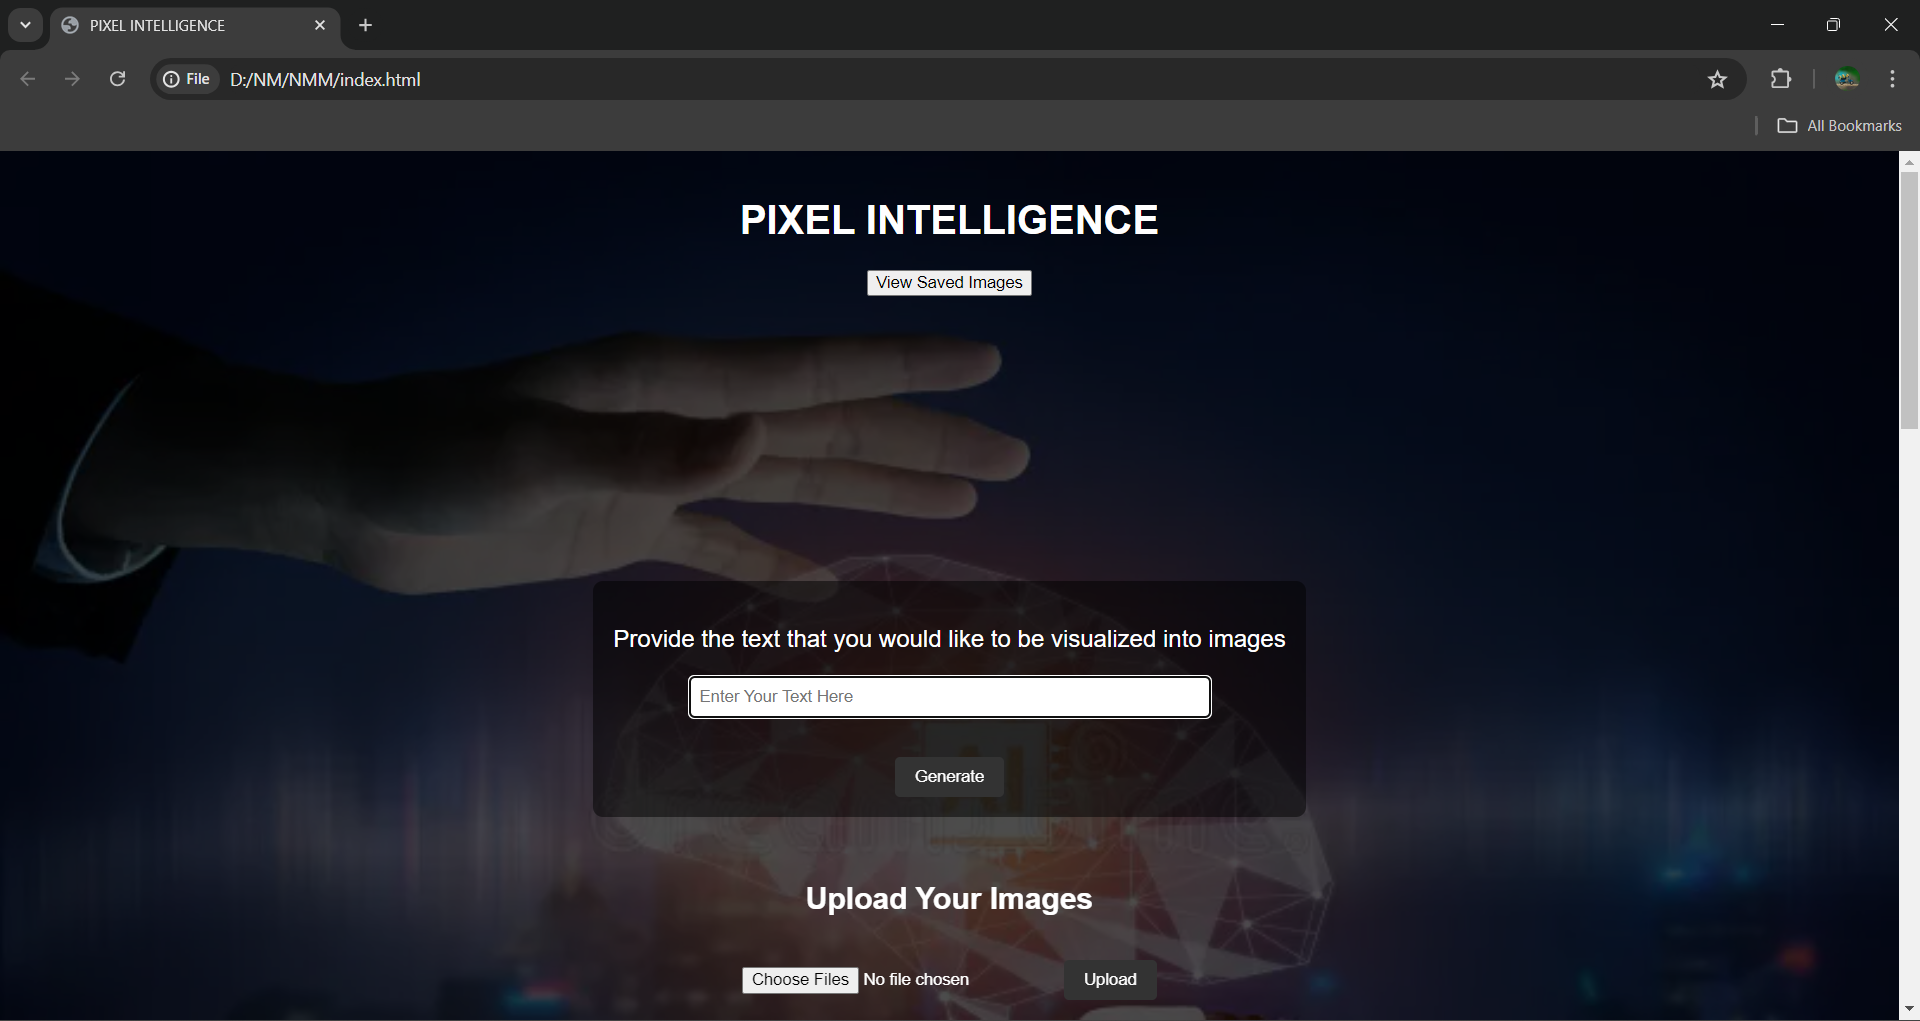 PIXEL INTELLIGENCE
File D:/NM/NMM/index.html
All Bookmarks
PIXEL INTELLIGENCE
View Saved Images
Provide the text that you would like to be visualized into images
Enter Your Text Here
AI
Generate
Upload Your Images
Choose Files No file chosen Upload